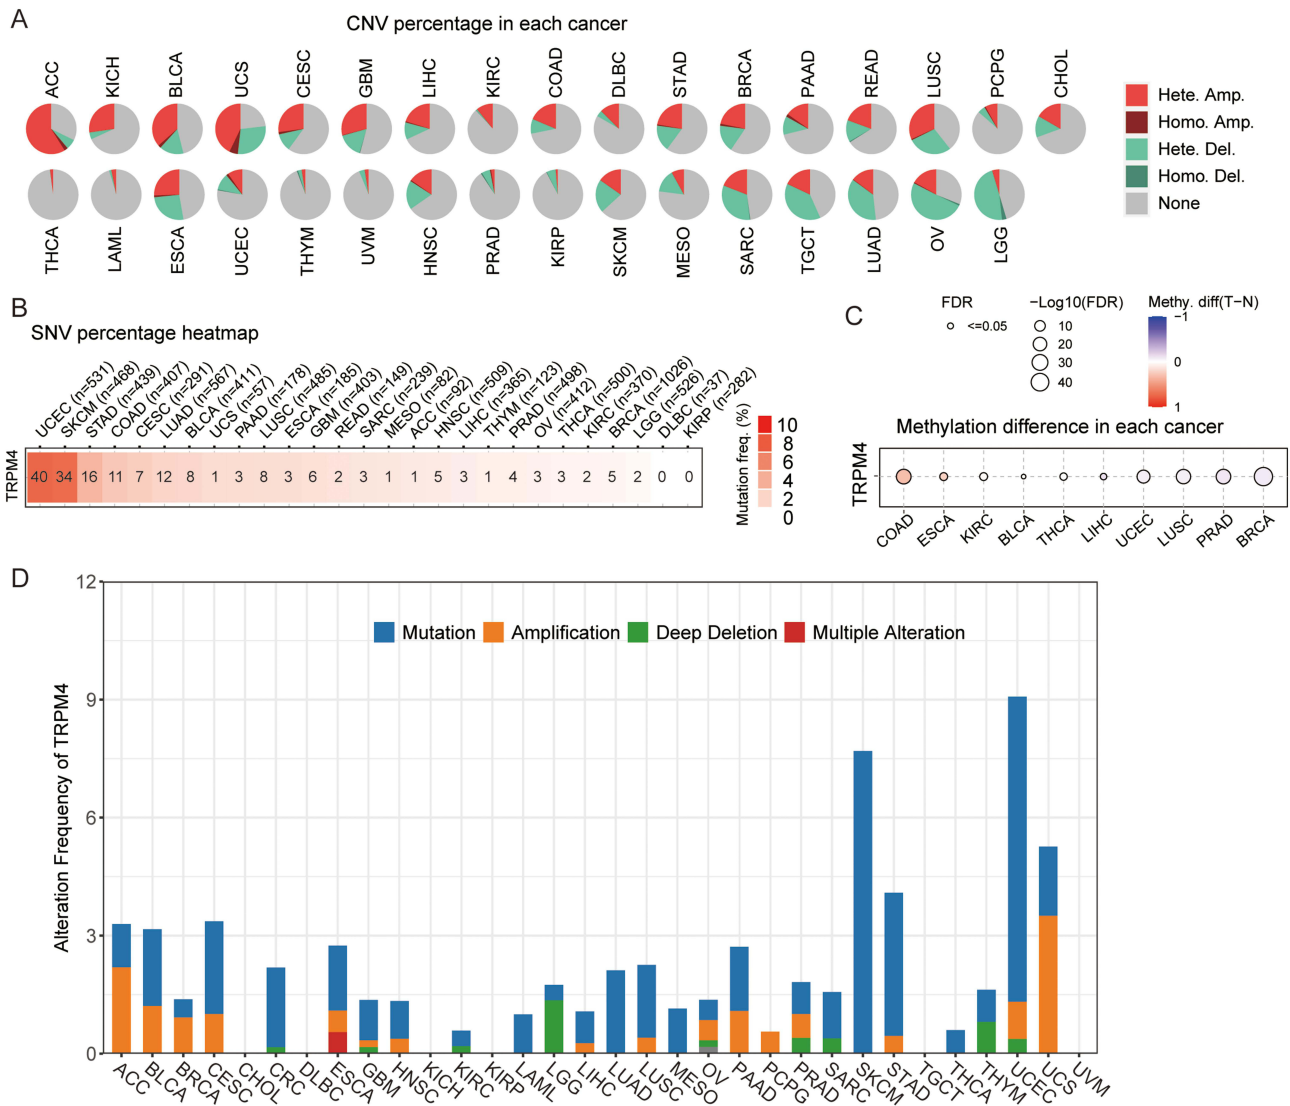 A
CNV percentage in each cancer
ACC KICH BLCA UCS CESC GBM LIHC KIRC COAD DLBC STAD BRCA PAAD READ LUSC PCPG CHOL
Hete. Amp.
Homo. Amp.
Hete. Del.
Homo. Del.
None
THCA LAML ESCA UCEC THYM UVM HNSC PRAD KIRP SKCM MESO SARC TGCT LUAD OV LGG
B
SNV percentage heatmap
UCEC (n=531)
SKCM (n=468)
STAD (n=439)
COAD (n=407)
CESC (n=291)
LUAD (n=567)
BLCA (n=411)
UCS (n=57)
PAAD (n=178)
LUSC (n=485)
ESCA (n=185)
GBM (n=403)
READ (n=149)
SARC (n=239)
MESO (n=82)
ACC (n=92)
HNSC (n=509)
LIHC (n=365)
THYM (n=123)
PRAD (n=498)
OV (n=412)
THCA (n=500)
KIRC (n=370)
BRCA (n=1026)
LGG (n=526)
DLBC (n=37)
KIRP (n=282)
TRPM4
40 34 16 11 7 12 8 1 3 8 3 6 2 3 1 1 5 3 1 4 3 3 2 5 2 0 0
Mutation freq. (%)
10
8
6
4
2
0
C
FDR
<=0.05
−Log10(FDR)
10
20
30
40
Methy. diff(T−N)
−1
0
1
Methylation difference in each cancer
TRPM4
COAD ESCA KIRC BLCA THCA LIHC UCEC LUSC PRAD BRCA
D
Mutation Amplification Deep Deletion Multiple Alteration
Alteration Frequency of TRPM4
12
9
6
3
0
ACC BLCA BRCA CESC CHOL CRC DLBC ESCA GBM HNSC KICH KIRC KIRP LAML LGG LIHC LUAD LUSC MESO OV PAAD PCPG PRAD SARC SKCM STAD TGCT THCA THYM UCEC UCS UVM